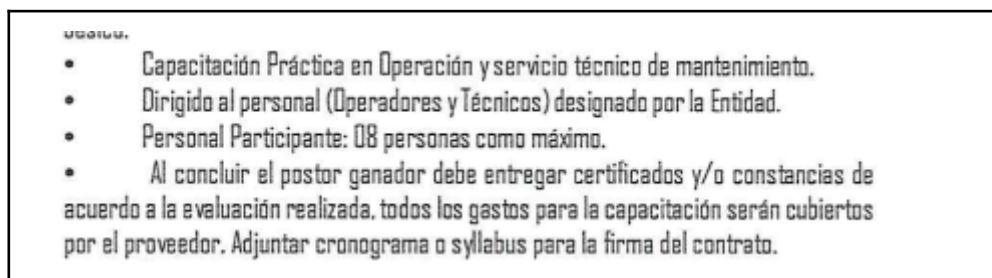 • Capacitación Práctica en Operación y servicio técnico de mantenimiento.
• Dirigido al personal (Operadores y Técnicos) designado por la Entidad.
• Personal Participante: 08 personas como máximo.
• Al concluir el postor ganador debe entregar certificados y/o constancias de
acuerdo a la evaluación realizada, todos los gastos para la capacitación serán cubiertos
por el proveedor. Adjuntar cronograma o syllabus para la firma del contrato.